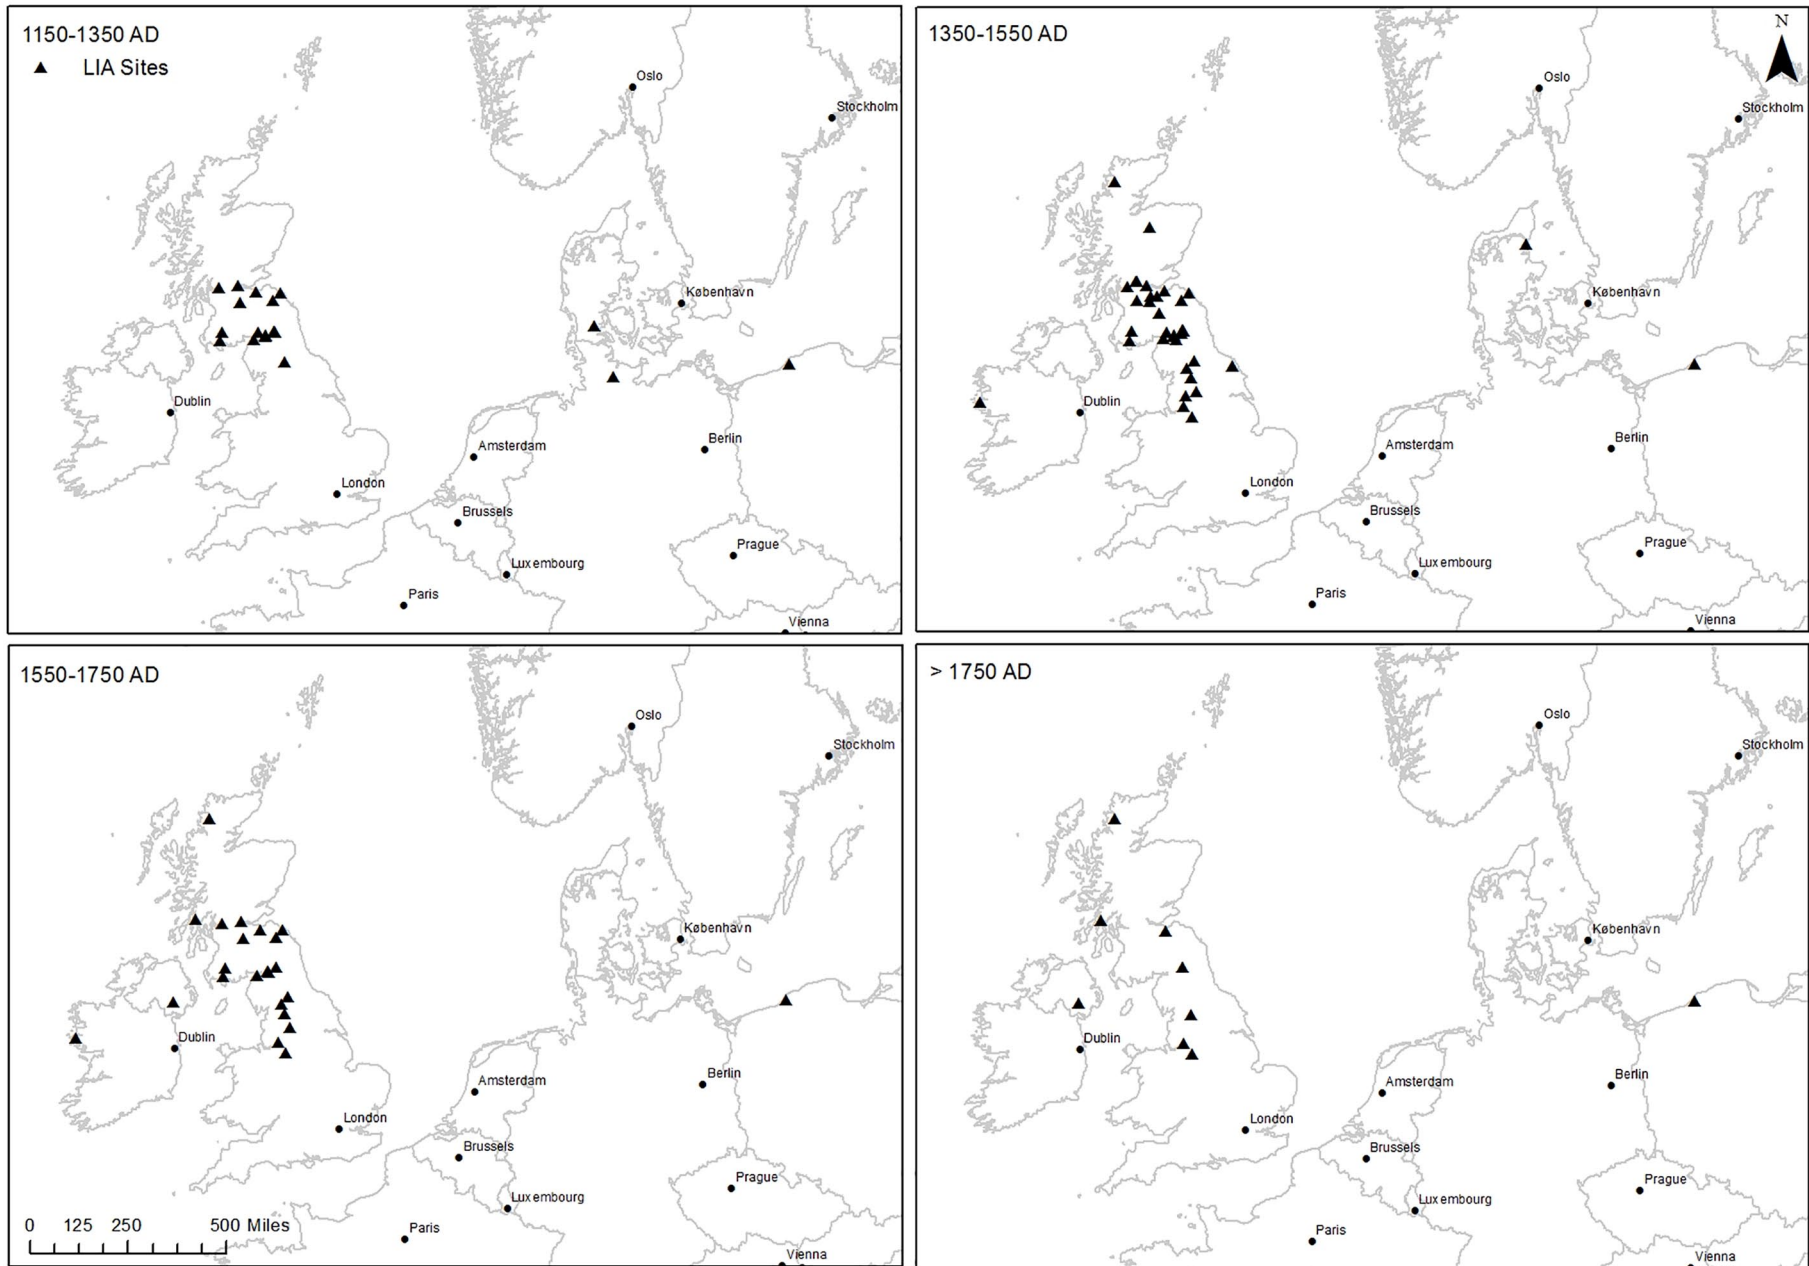 1150-1350 AD
LIA Sites
Oslo
Stockholm
København
Dublin
Amsterdam
Berlin
London
Brussels
Prague
Luxembourg
Paris
Vienna
1350-1550 AD
N
Oslo
Stockholm
København
Dublin
Amsterdam
Berlin
London
Brussels
Prague
Luxembourg
Paris
Vienna
1550-1750 AD
Oslo
Stockholm
København
Dublin
Amsterdam
Berlin
London
Brussels
Prague
Luxembourg
Paris
Vienna
0 125 250 500 Miles
> 1750 AD
Oslo
Stockholm
København
Dublin
Amsterdam
Berlin
London
Brussels
Prague
Luxembourg
Paris
Vienna